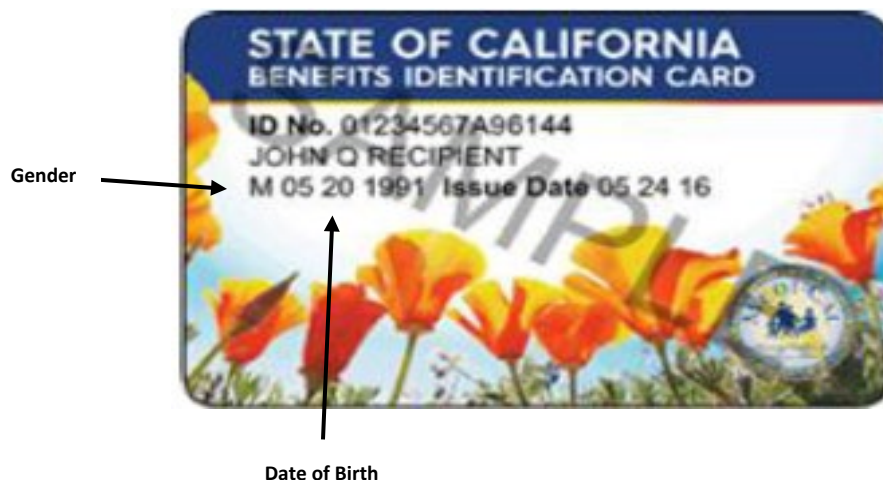 STATE OF CALIFORNIA
BENEFITS IDENTIFICATION CARD
ID No. 01234567A96144
JOHN Q RECIPIENT
Gender
M 05 20 1991 Issue Date 05 24 16
SAMPLE
Date of Birth